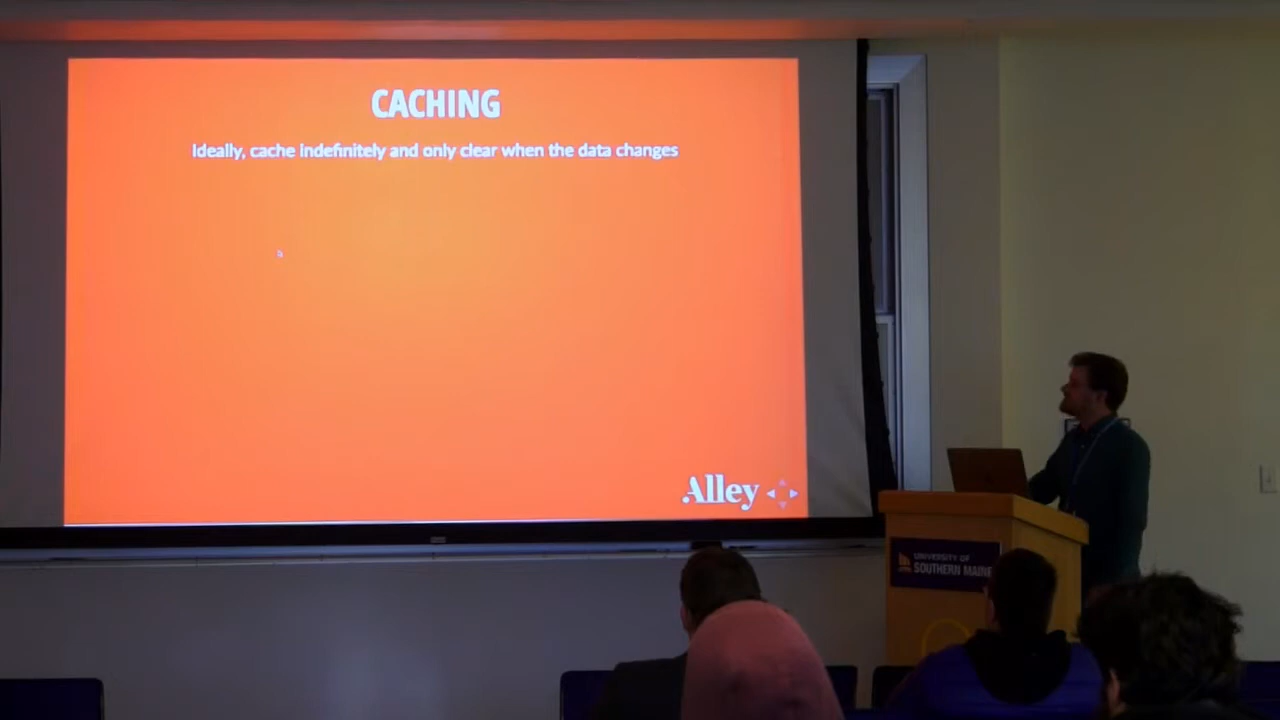 CACHING
Ideally, cache indefinitely and only clear when the data changes
Alley
UNIVERSITY OF
SOUTHERN MAINE